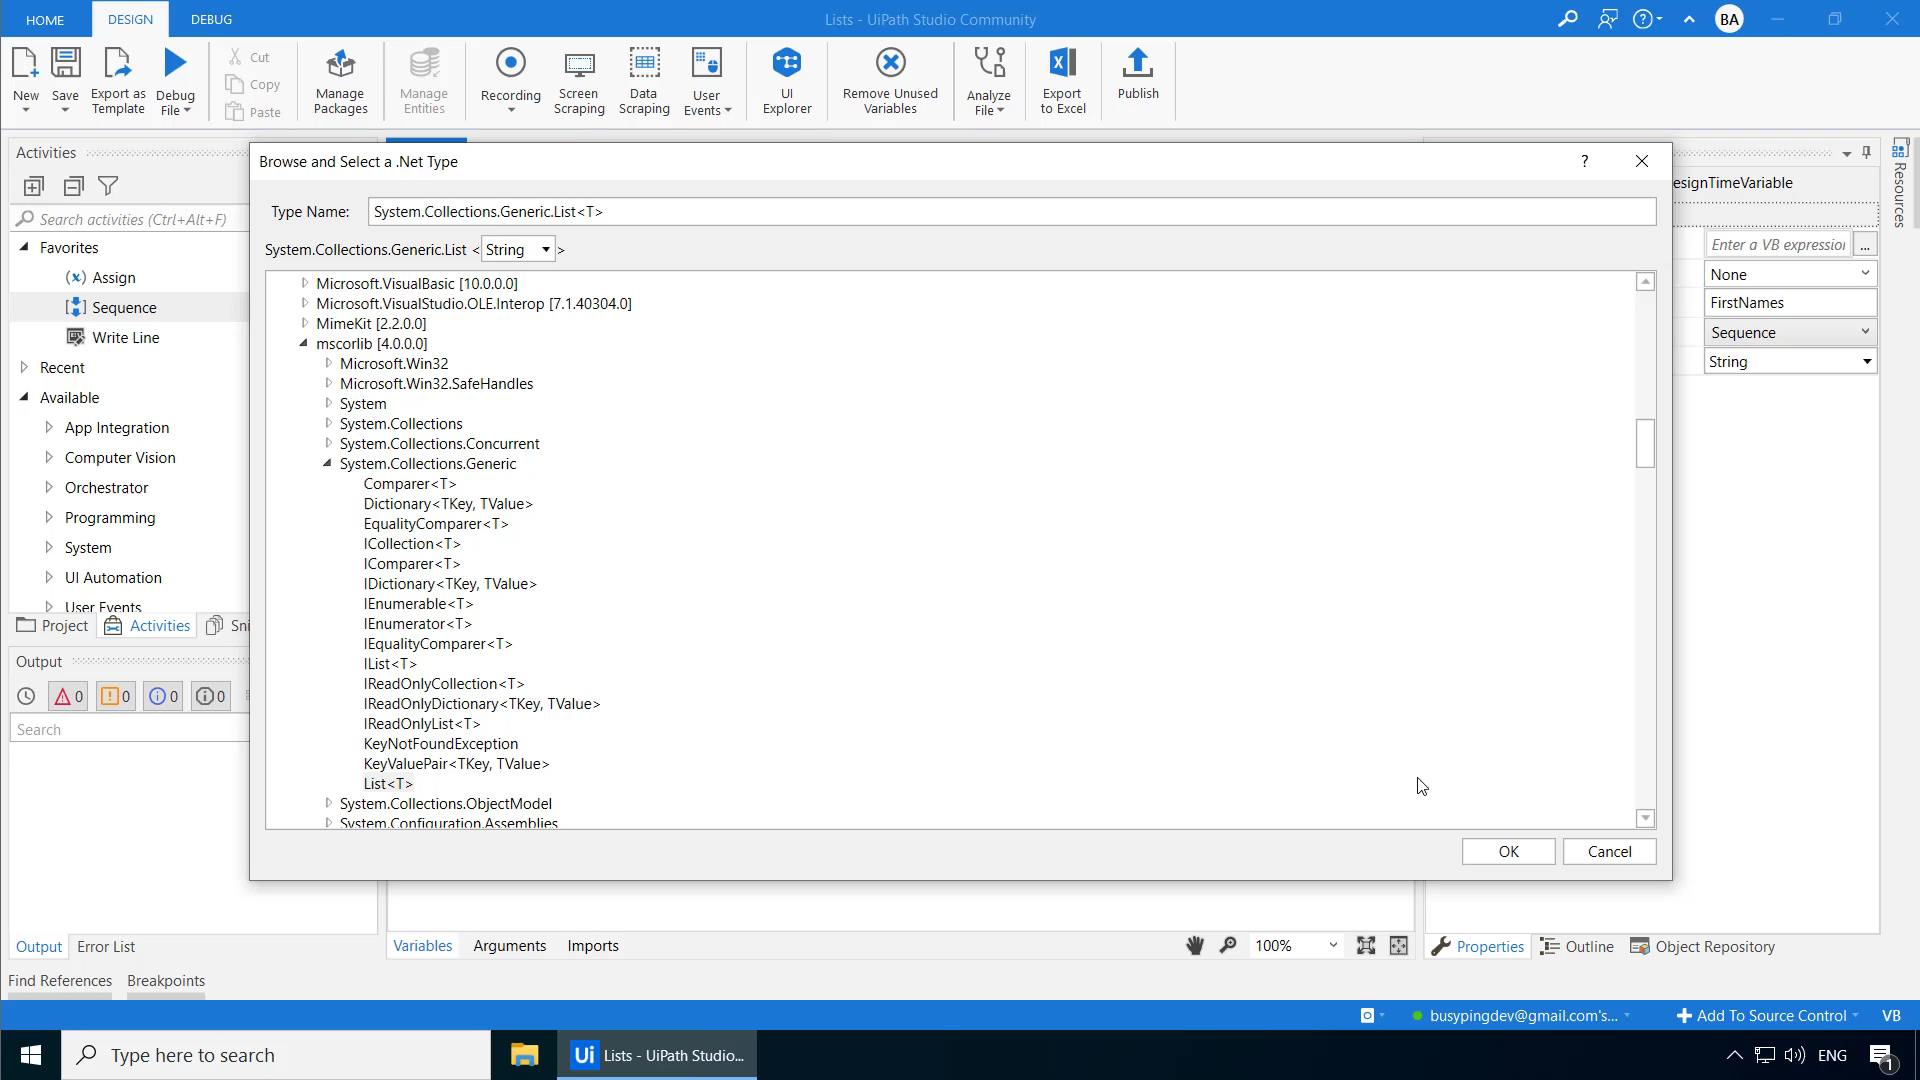 HOME
DESIGN
DEBUG
Lists - UiPath Studio Community
BA
New
Save
Export as Template
Debug File
Cut
Copy
Paste
Manage Packages
Manage Entities
Recording
Screen Scraping
Data Scraping
User Events
UI Explorer
Remove Unused Variables
Analyze File
Export to Excel
Publish
Activities
Search activities (Ctrl+Alt+F)
Favorites
Assign
Sequence
Write Line
Recent
Available
App Integration
Computer Vision
Orchestrator
Programming
System
UI Automation
User Events
Project
Activities
Sni
Output
0
0
0
0
Search
Output
Error List
Find References
Breakpoints
Browse and Select a .Net Type
?
Type Name:
System.Collections.Generic.List<T>
System.Collections.Generic.List < String >
Microsoft.VisualBasic [10.0.0.0]
Microsoft.VisualStudio.OLE.Interop [7.1.40304.0]
MimeKit [2.2.0.0]
mscorlib [4.0.0.0]
Microsoft.Win32
Microsoft.Win32.SafeHandles
System
System.Collections
System.Collections.Concurrent
System.Collections.Generic
Comparer<T>
Dictionary<TKey, TValue>
EqualityComparer<T>
ICollection<T>
IComparer<T>
IDictionary<TKey, TValue>
IEnumerable<T>
IEnumerator<T>
IEqualityComparer<T>
IList<T>
IReadOnlyCollection<T>
IReadOnlyDictionary<TKey, TValue>
IReadOnlyList<T>
KeyNotFoundException
KeyValuePair<TKey, TValue>
List<T>
System.Collections.ObjectModel
System.Configuration.Assemblies
OK
Cancel
esignTimeVariable
Enter a VB expression
...
None
FirstNames
Sequence
String
Resources
Variables
Arguments
Imports
100%
Properties
Outline
Object Repository
busypingdev@gmail.com's...
Add To Source Control
VB
Type here to search
Ui
Lists - UiPath Studio...
ENG
1